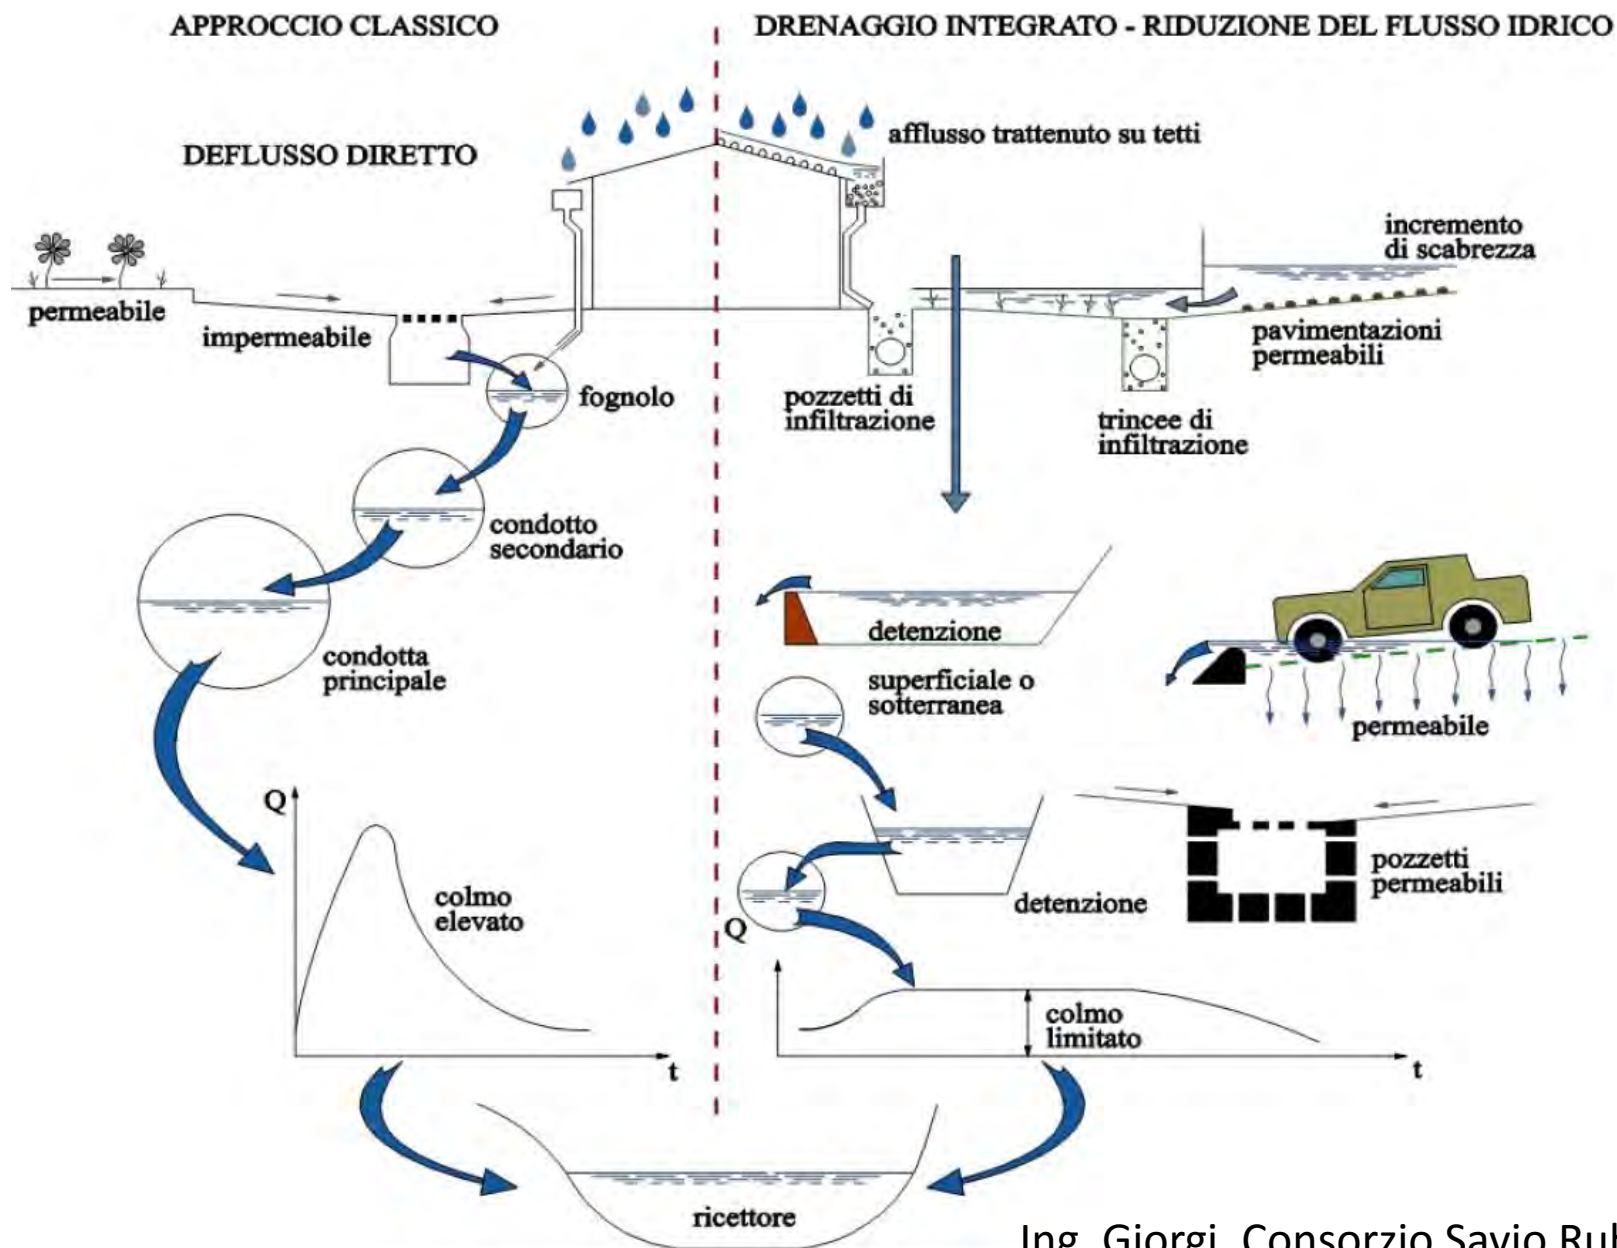 APPROCCIO CLASSICO
DRENAGGIO INTEGRATO - RIDUZIONE DEL FLUSSO IDRICO
DEFLUSSO DIRETTO
afflusso trattenuto su tetti
incremento
di scabrezza
permeabile
impermeabile
fognolo
pavimentazioni
permeabili
pozzetti di
infiltrazione
trincee di
infiltrazione
condotto
secondario
condotta
principale
detenzione
superficiale o
sotterranea
permeabile
Q
colmo
elevato
t
pozzetti
permeabili
detenzione
Q
colmo
limitato
t
ricettore
Ing. Giorgi, Consorzio Savio Rub